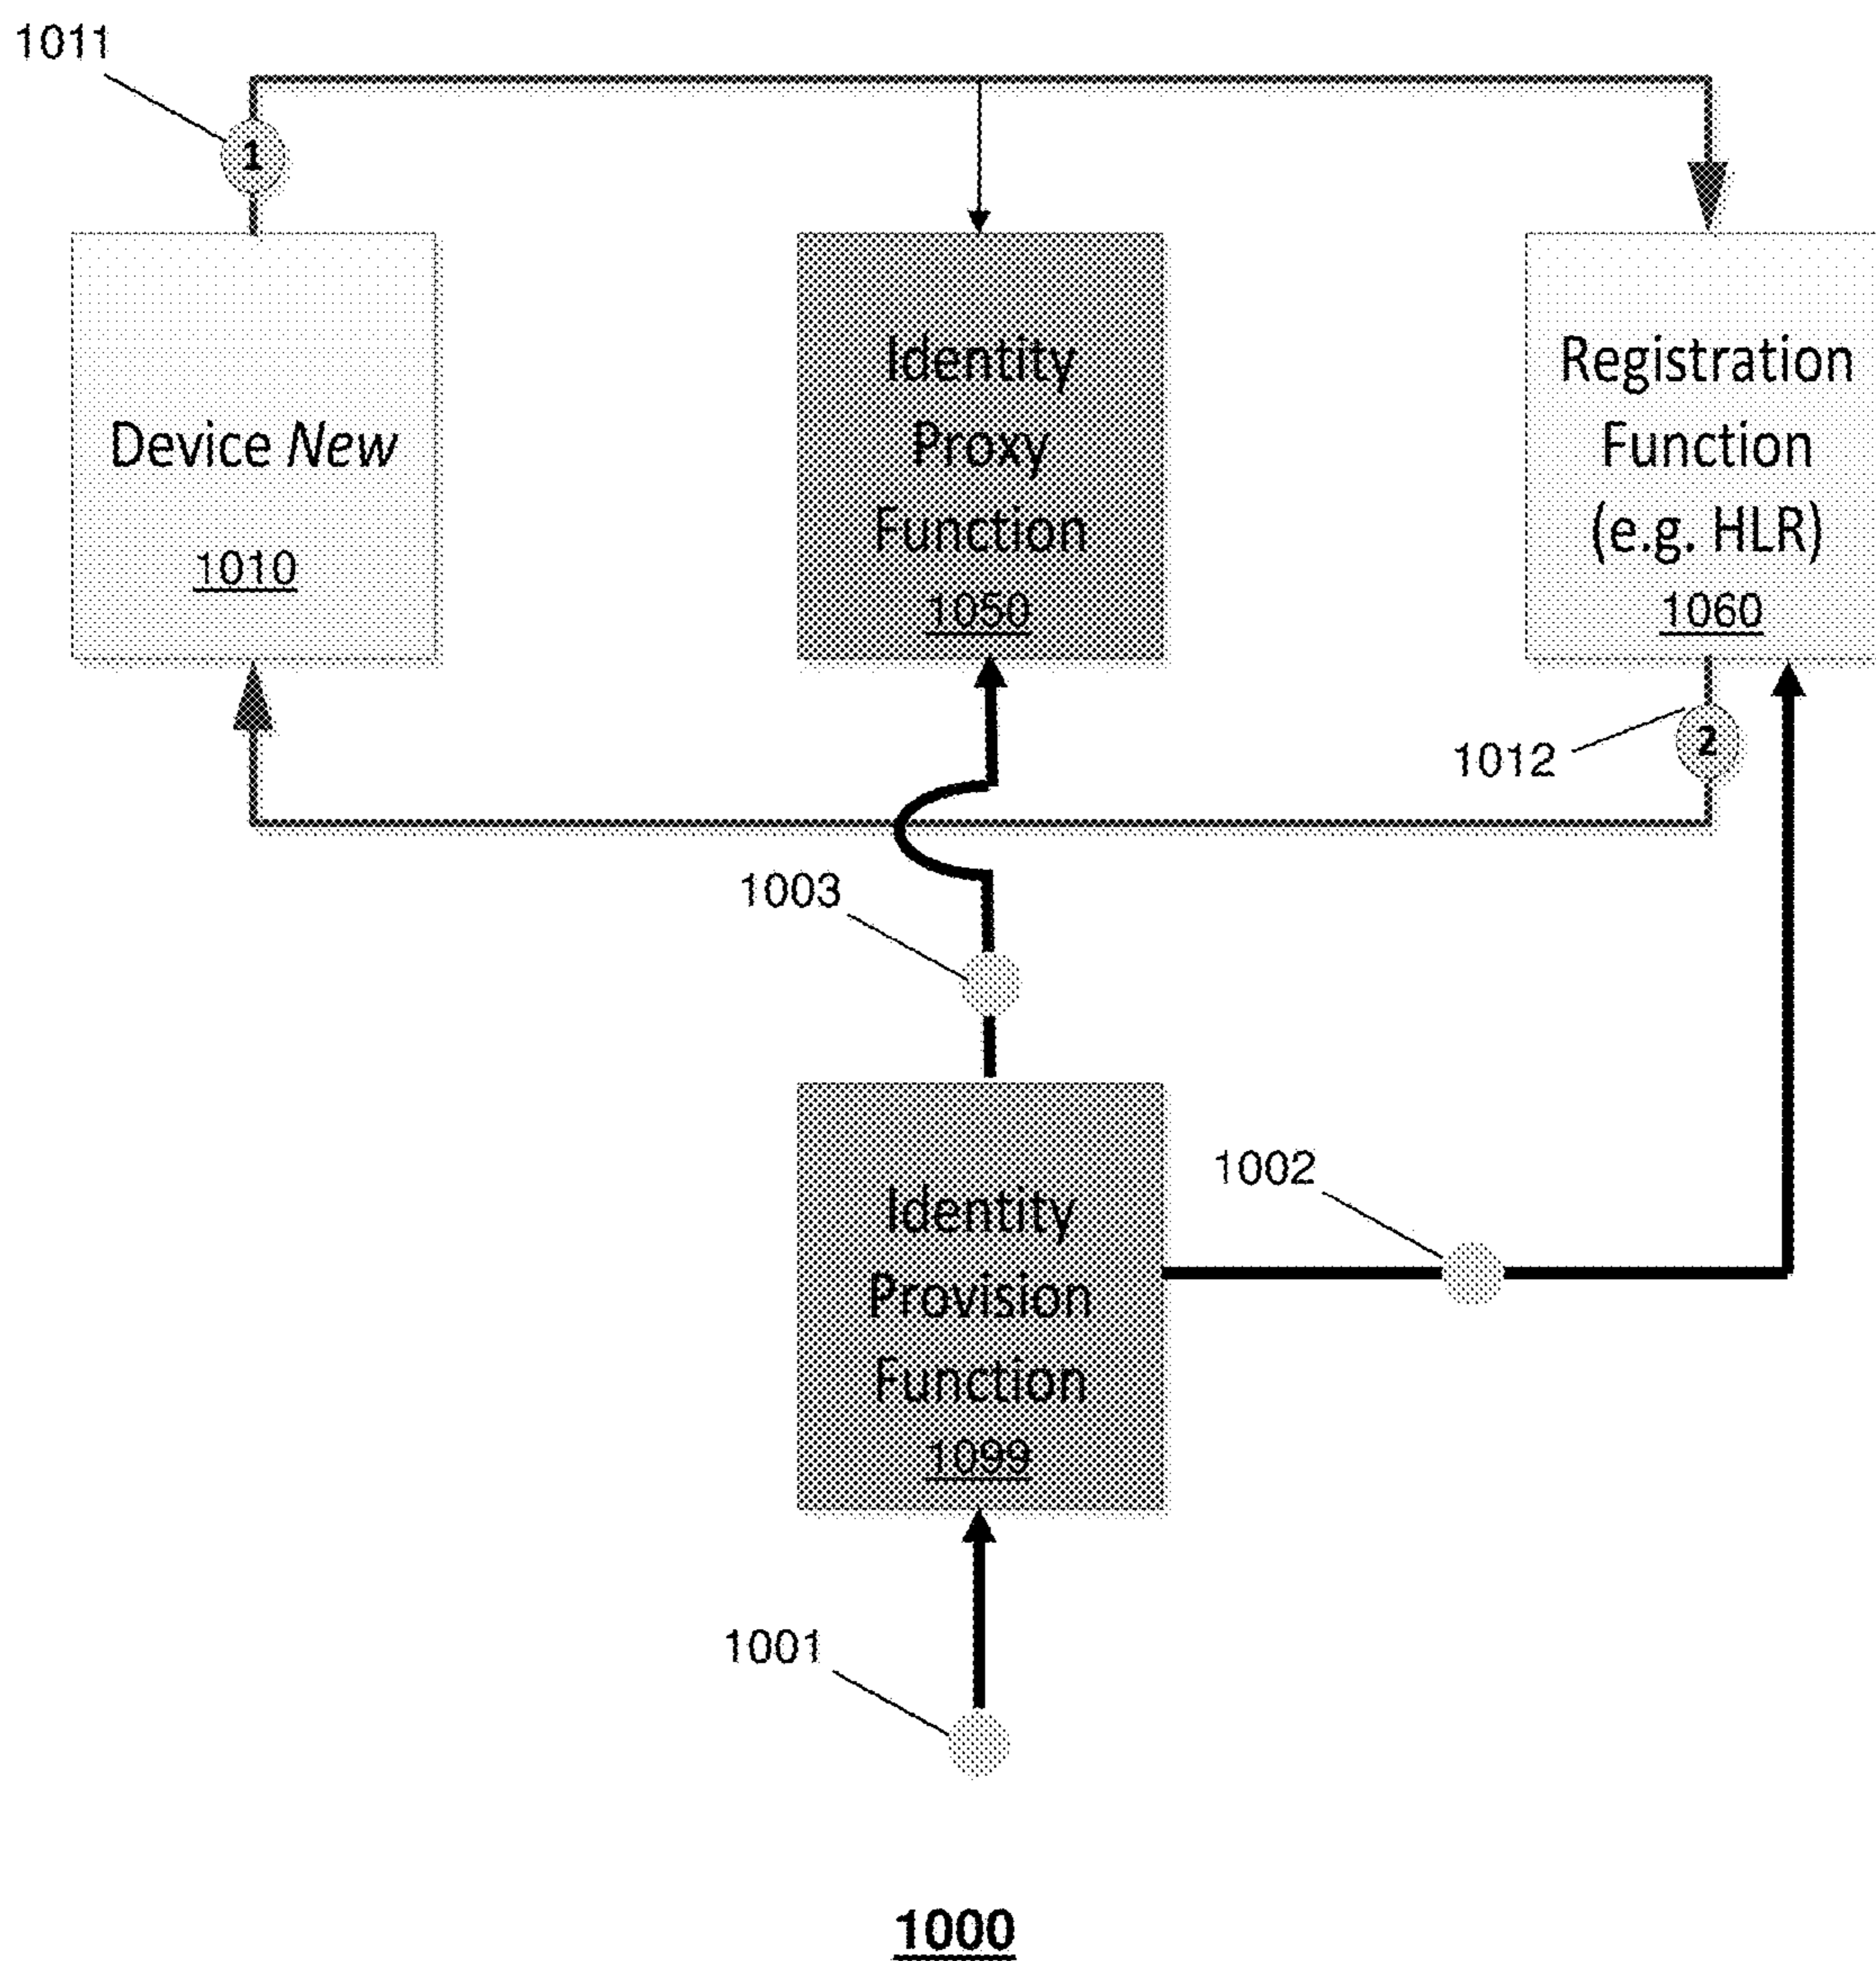 1011
1
Device New
1010
Identity
Proxy
Function
1050
Registration
Function
(e.g. HLR)
1060
1012
2
1003
1002
Identity
Provision
Function
1099
1001
1000